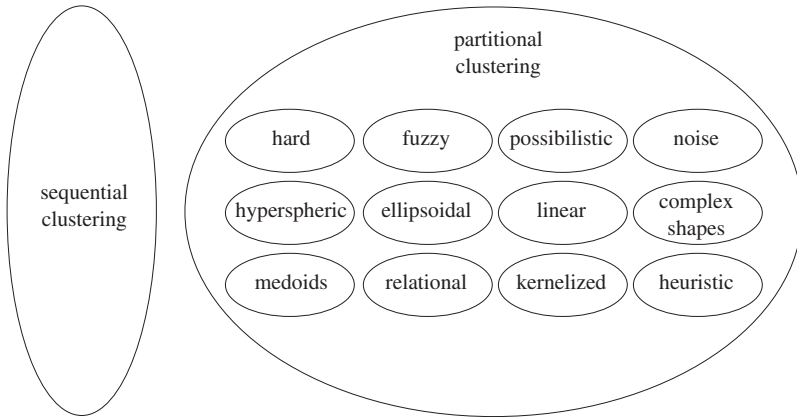 sequential
clustering
partitional
clustering
hard
fuzzy
possibilistic
noise
hyperspheric
ellipsoidal
linear
complex
shapes
medoids
relational
kernelized
heuristic